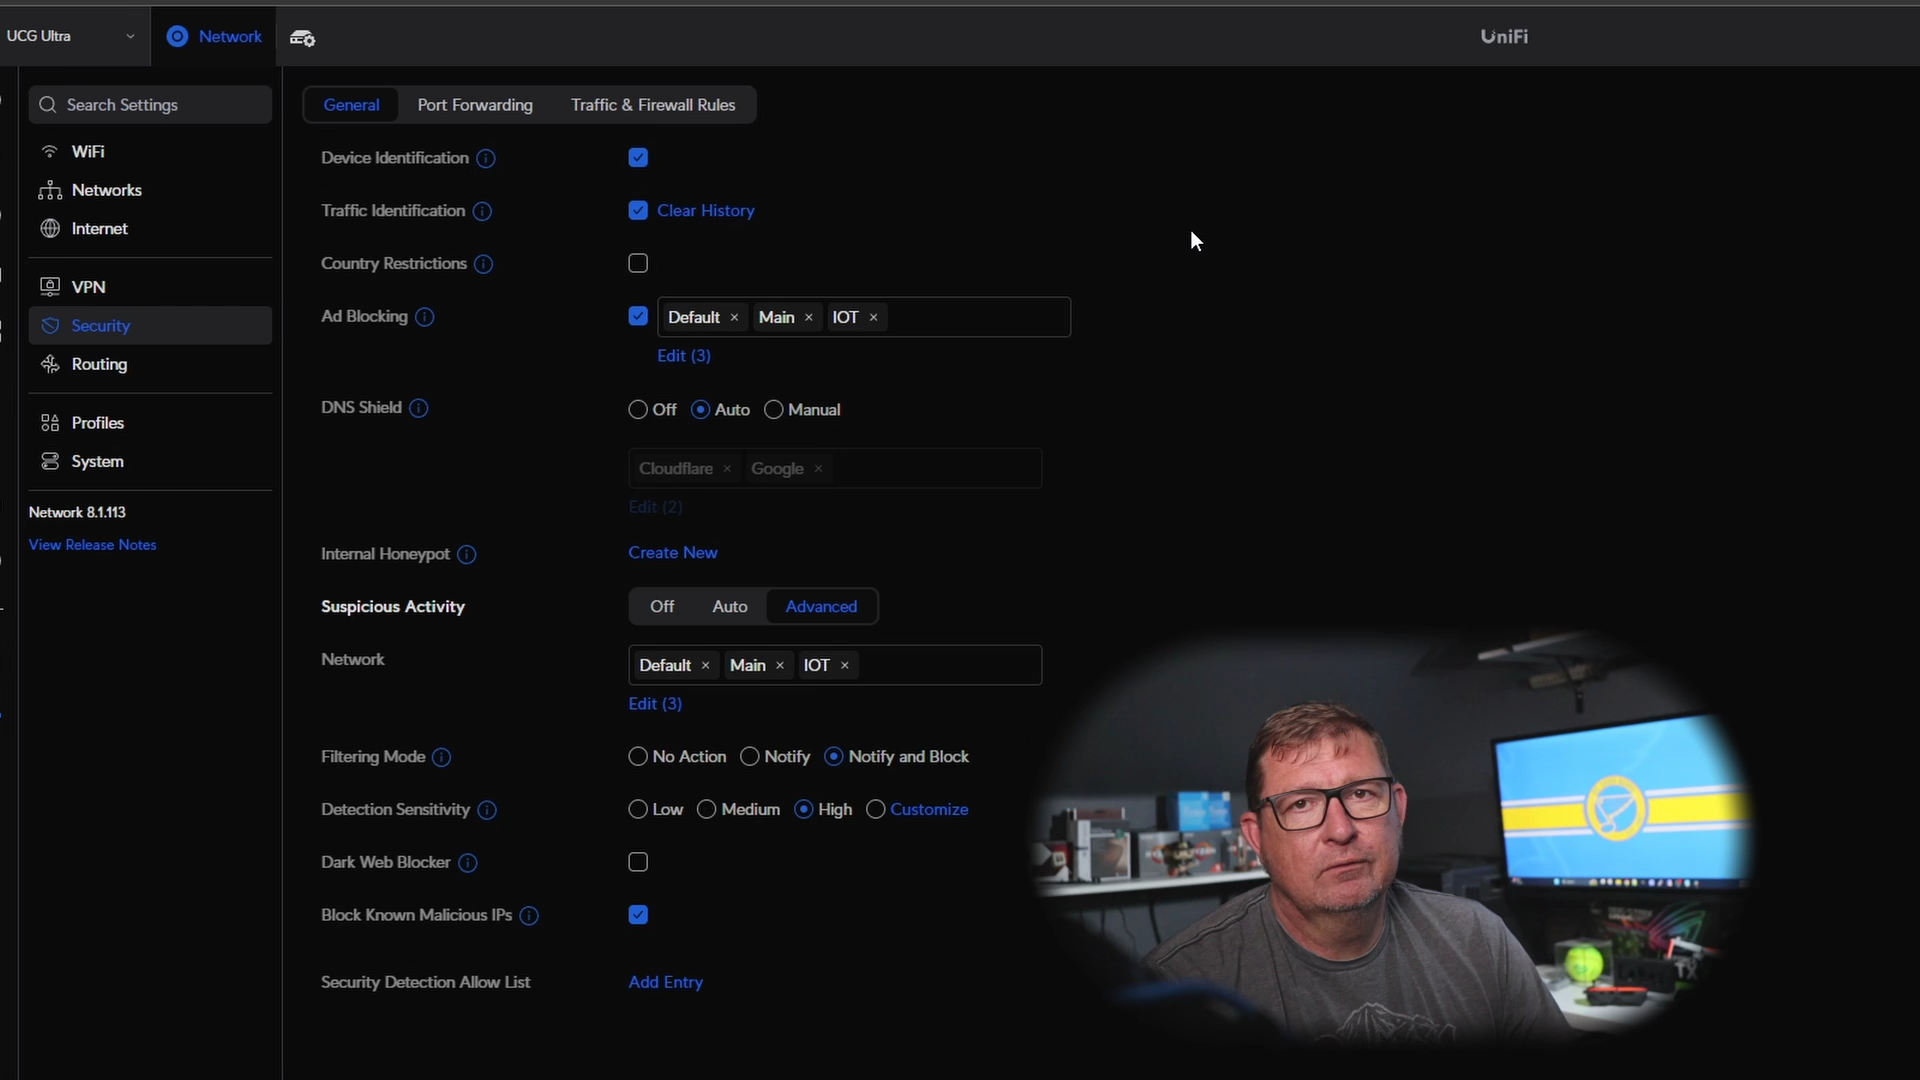 UCG Ultra
Network
UniFi
Search Settings
WiFi
Networks
Internet
VPN
Security
Routing
Profiles
System
Network 8.1.113
View Release Notes
General Port Forwarding Traffic & Firewall Rules
Device Identification
Traffic Identification Clear History
Country Restrictions
Ad Blocking Default × Main × IOT ×
Edit (3)
DNS Shield Off Auto Manual
Cloudflare × Google ×
Edit (2)
Internal Honeypot Create New
Suspicious Activity Off Auto Advanced
Network Default × Main × IOT ×
Edit (3)
Filtering Mode No Action Notify Notify and Block
Detection Sensitivity Low Medium High Customize
Dark Web Blocker
Block Known Malicious IPs
Security Detection Allow List Add Entry